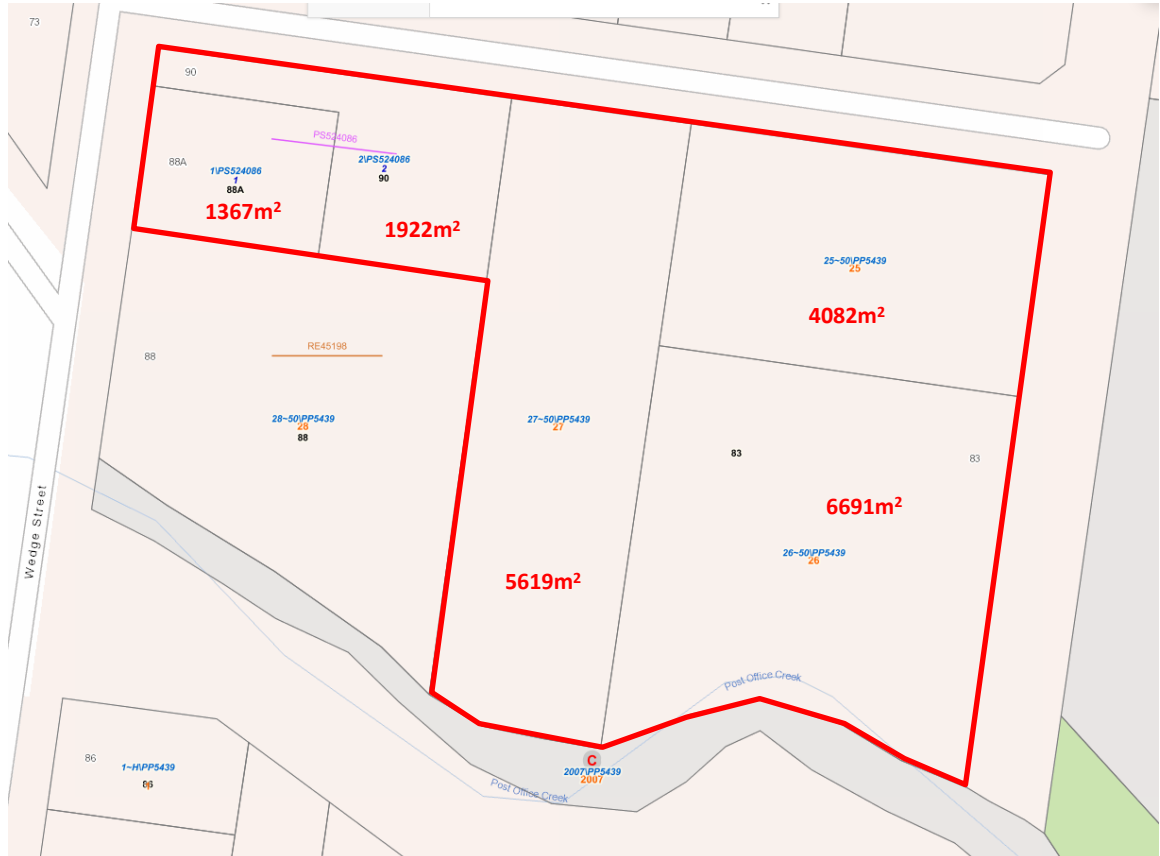 73
90
PS524086
88A
1\PS524086
1
88A
2\PS524086
2
90
1367m²
1922m²
25~50\PP5439
25
4082m²
RE45198
88
28~50\PP5439
28
88
27~50\PP5439
27
83
83
6691m²
26~50\PP5439
26
5619m²
Wedge Street
Post Office Creek
C
2007\PP5439
2007
Post Office Creek
86
1~H\PP5439
86